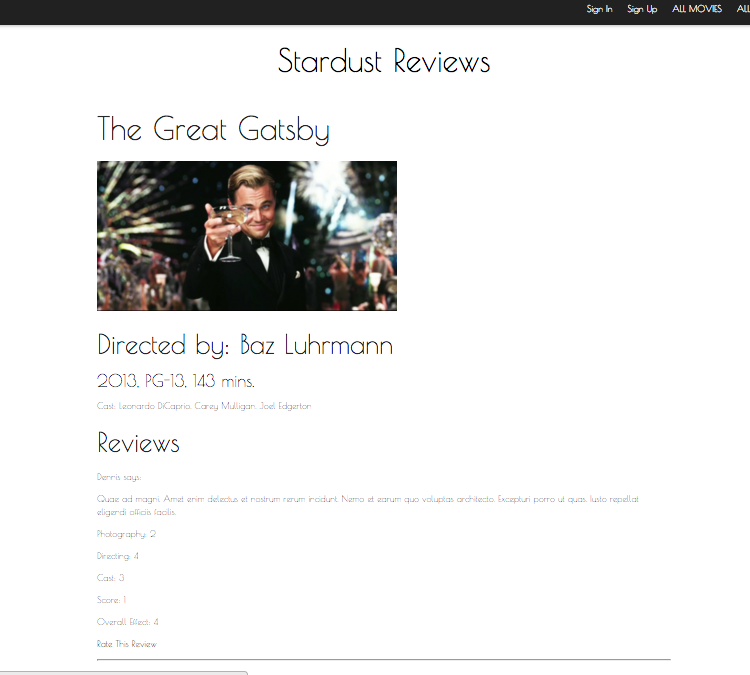 Sign In Sign Up ALL MOVIES ALL
Stardust Reviews
The Great Gatsby
Directed by: Baz Luhrmann
2013, PG-13, 143 mins.
Cast: Leonardo DiCaprio, Carey Mulligan, Joel Edgerton
Reviews
Dennis says:
Quae ad magni. Amet enim delectus et nostrum rerum incidunt. Nemo et earum quo voluptas architecto. Excepturi porro ut quas. Iusto repellat
eligendi officiis facilis.
Photography: 2
Directing: 4
Cast: 3
Score: 1
Overall Effect: 4
Rate This Review